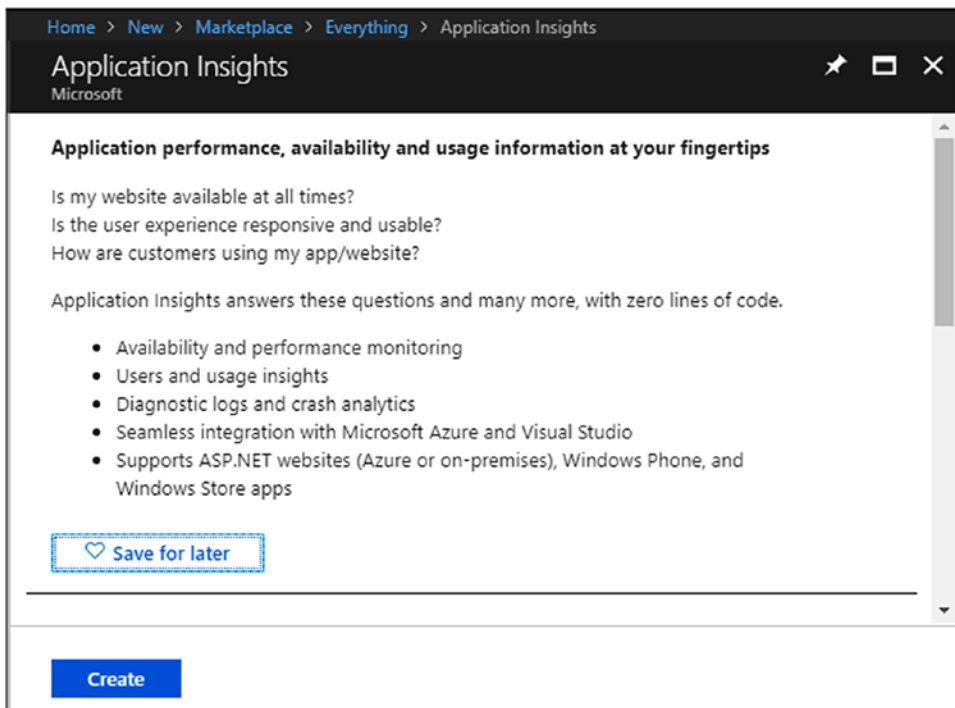 Home > New > Marketplace > Everything > Application Insights
Application Insights
Microsoft
Application performance, availability and usage information at your fingertips
Is my website available at all times?
Is the user experience responsive and usable?
How are customers using my app/website?
Application Insights answers these questions and many more, with zero lines of code.
• Availability and performance monitoring
• Users and usage insights
• Diagnostic logs and crash analytics
• Seamless integration with Microsoft Azure and Visual Studio
• Supports ASP.NET websites (Azure or on-premises), Windows Phone, and
Windows Store apps
Save for later
Create